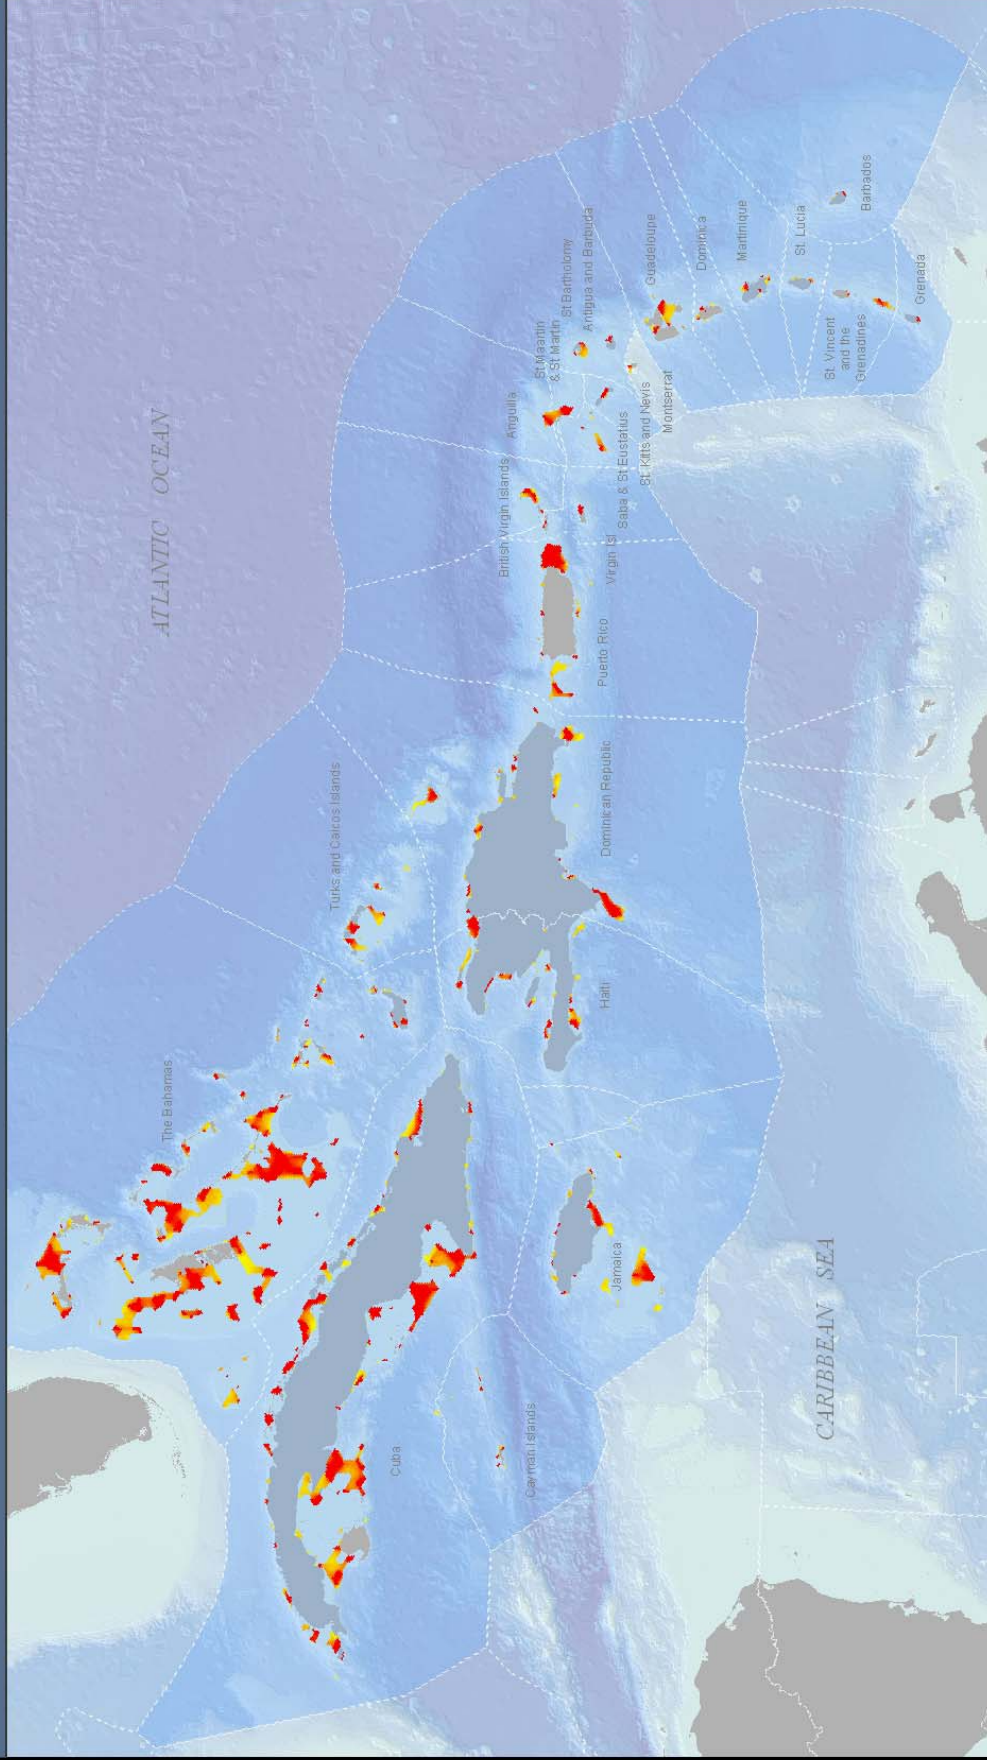 ATLANTIC OCEAN
The Bahamas
Turks and Caicos Islands
British Virgin Islands
Anguilla
St Maartin
& St Martin
St Bartholomy
Antigua and Barbuda
Guadeloupe
Dominica
Martinique
St. Lucia
Barbados
Cuba
Cayman Islands
Jamaica
Haiti
Dominican Republic
Puerto Rico
Virgin Isl
Saba & St Eustatius
St. Kitts and Nevis
Montserrat
St. Vincent
and the
Grenadines
Grenada
CARIBBEAN SEA